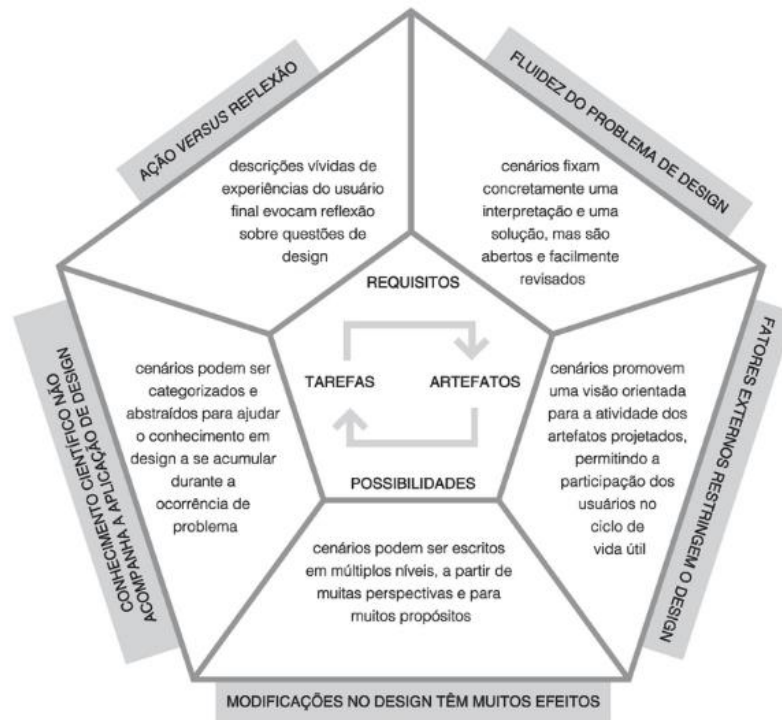 AÇÃO VERSUS REFLEXÃO
descrições vívidas de
experiências do usuário
final evocam reflexão
sobre questões de
design
FLUIDEZ DO PROBLEMA DE DESIGN
cenários fixam
concretamente uma
interpretação e uma
solução, mas são
abertos e facilmente
revisados
REQUISITOS
TAREFAS
ARTEFATOS
POSSIBILIDADES
CONHECIMENTO CIENTÍFICO NÃO
ACOMPANHA A APLICAÇÃO DE DESIGN
cenários podem ser
categorizados e
abstraídos para ajudar
o conhecimento em
design a se acumular
durante a
ocorrência de
problema
cenários promovem
uma visão orientada
para a atividade dos
artefatos projetados,
permitindo a
participação dos
usuários no
ciclo de
vida útil
FATORES EXTERNOS RESTRINGEM O DESIGN
cenários podem ser escritos
em múltiplos níveis, a partir de
muitas perspectivas e para
muitos propósitos
MODIFICAÇÕES NO DESIGN TÊM MUITOS EFEITOS